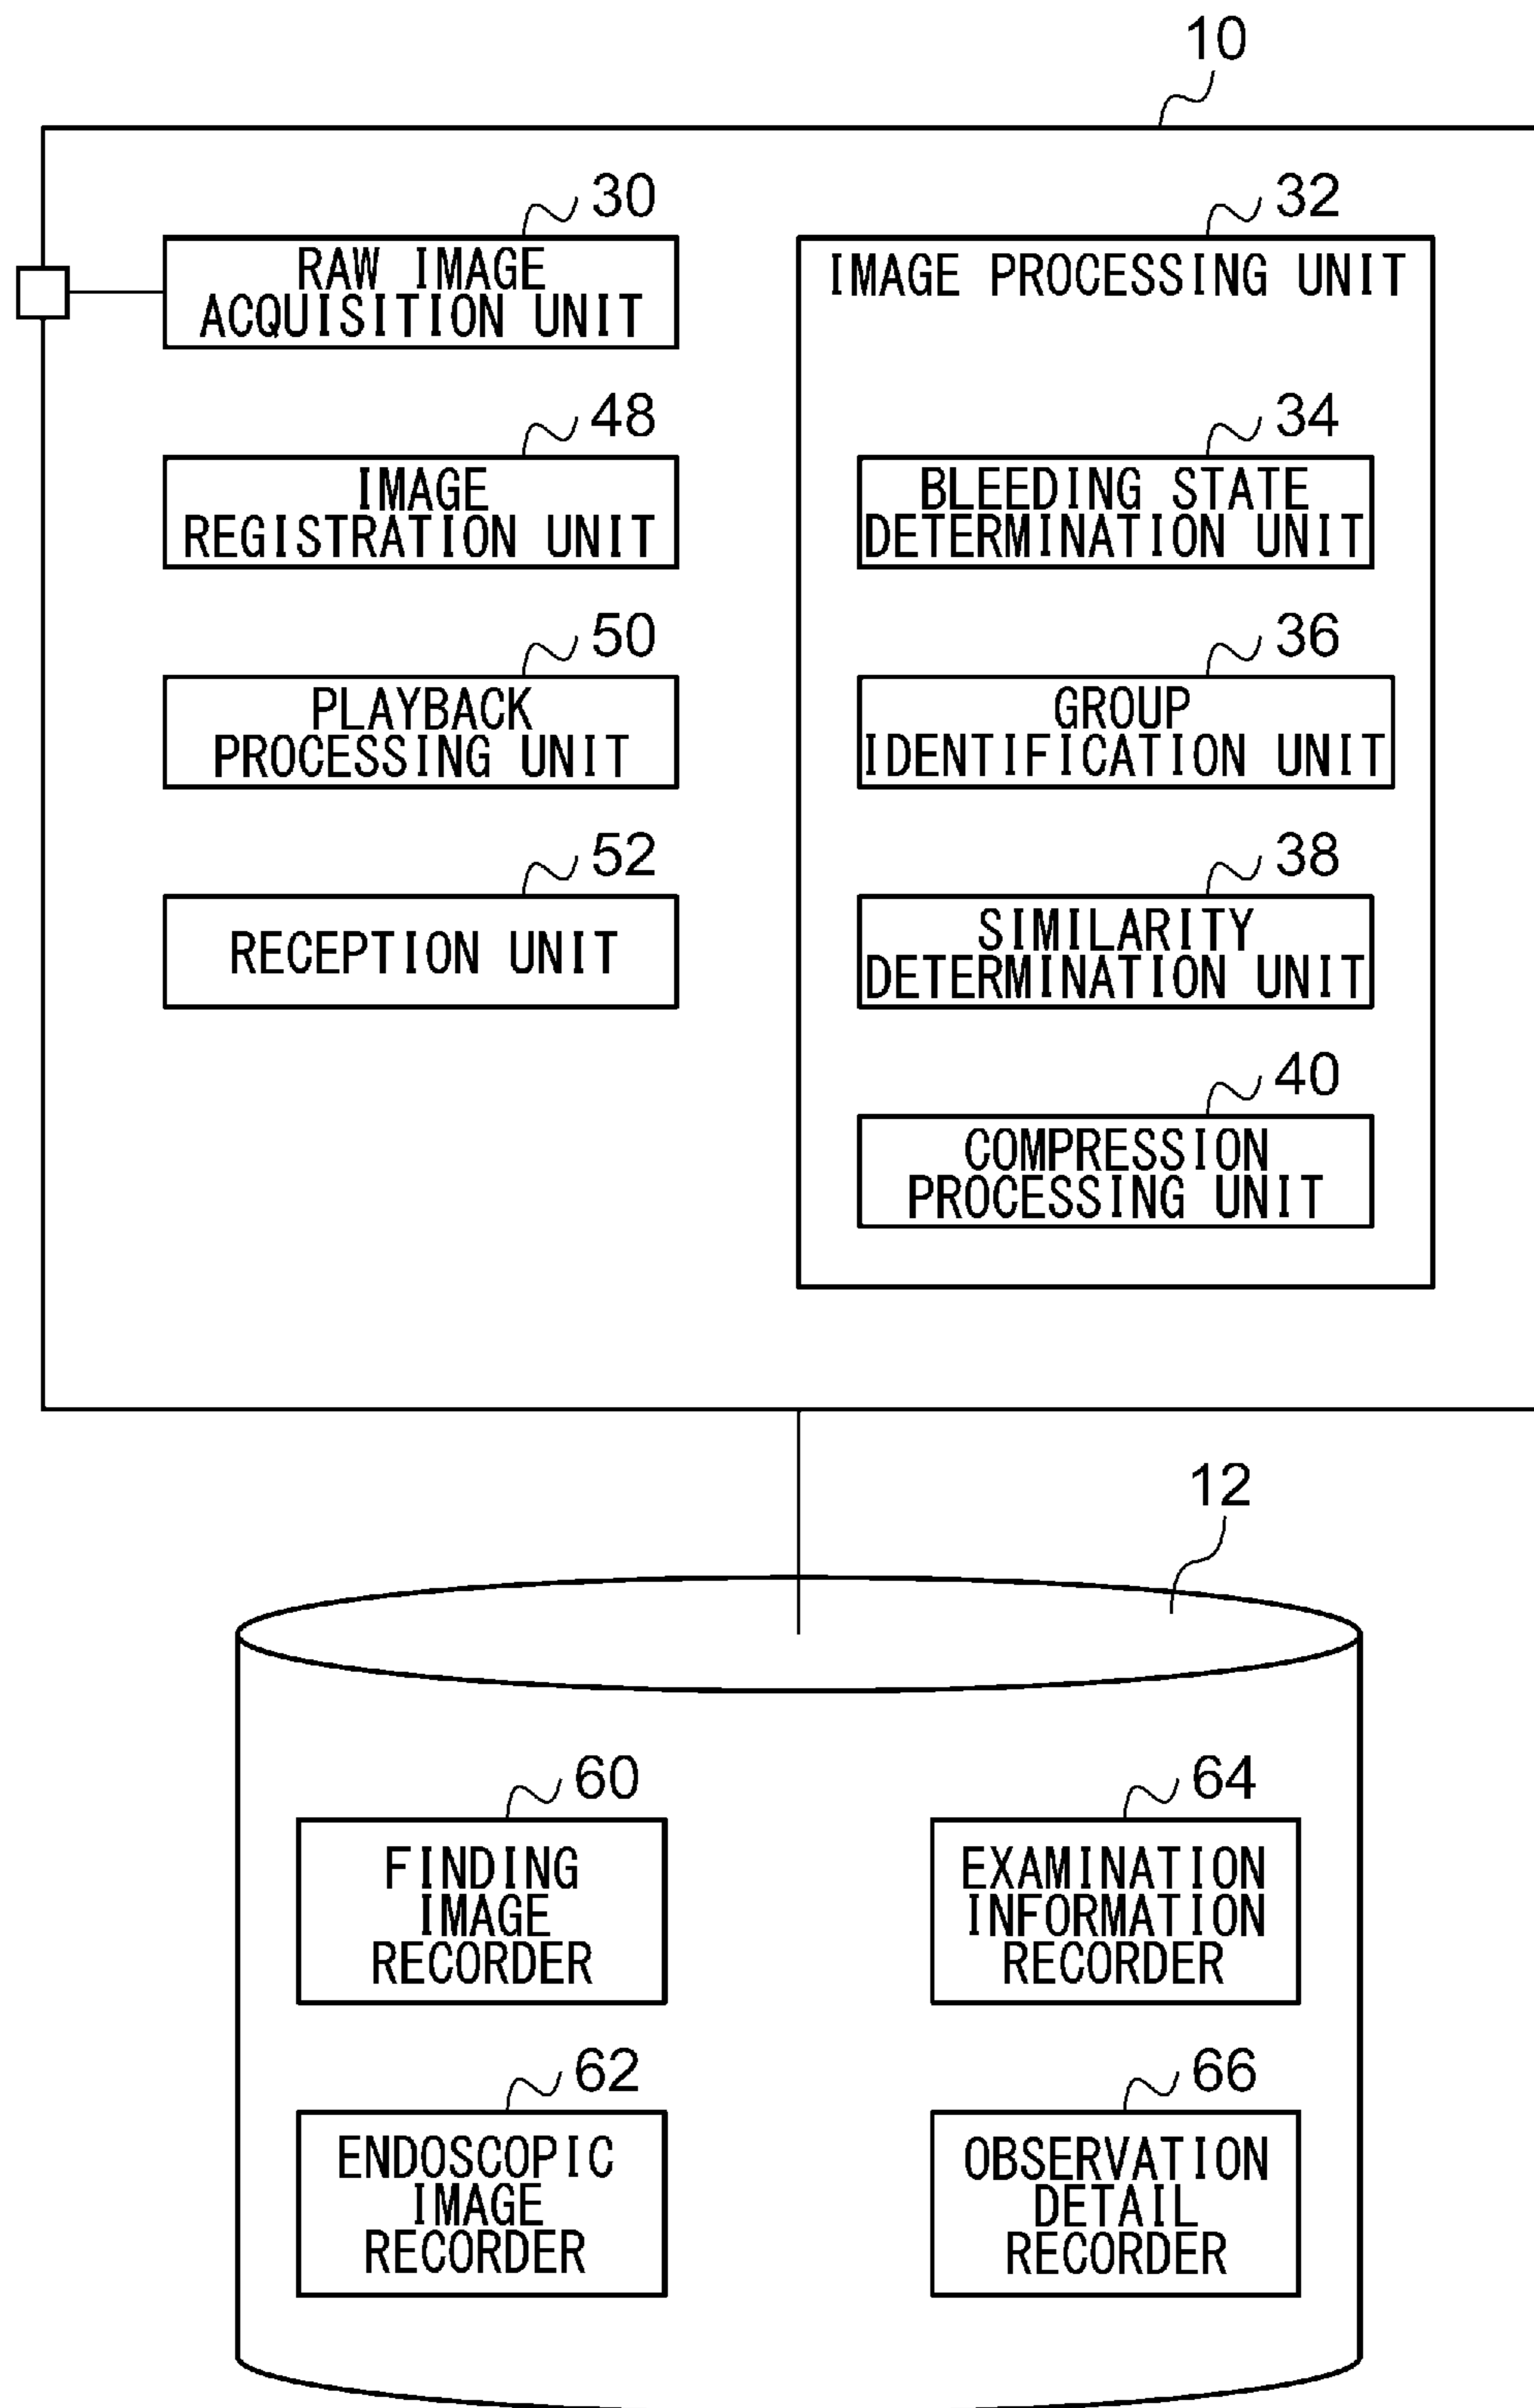 10
30
RAW IMAGE
ACQUISITION UNIT
48
IMAGE
REGISTRATION UNIT
50
PLAYBACK
PROCESSING UNIT
52
RECEPTION UNIT
32
IMAGE PROCESSING UNIT
34
BLEEDING STATE
DETERMINATION UNIT
36
GROUP
IDENTIFICATION UNIT
38
SIMILARITY
DETERMINATION UNIT
40
COMPRESSION
PROCESSING UNIT
12
60
FINDING
IMAGE
RECORDER
64
EXAMINATION
INFORMATION
RECORDER
62
ENDOSCOPIC
IMAGE
RECORDER
66
OBSERVATION
DETAIL
RECORDER